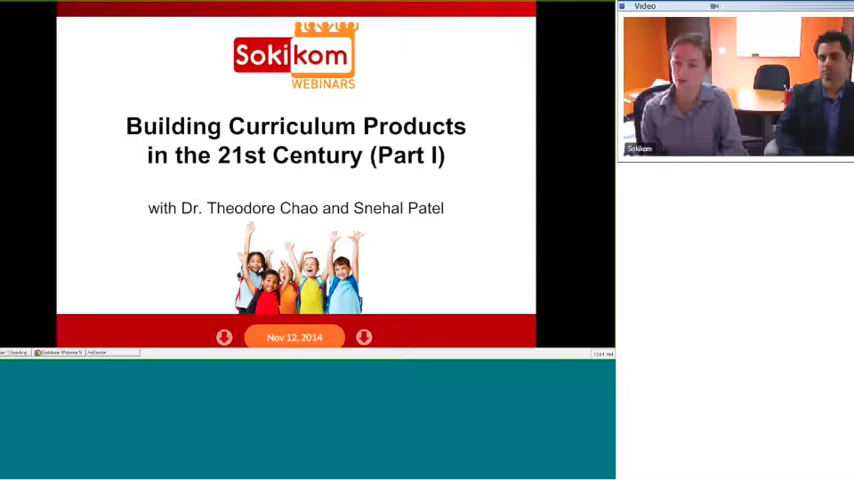 Video
Sokikom
WEBINARS
Building Curriculum Products
in the 21st Century (Part I)
with Dr. Theodore Chao and Snehal Patel
Sokikom
Nov 12, 2014